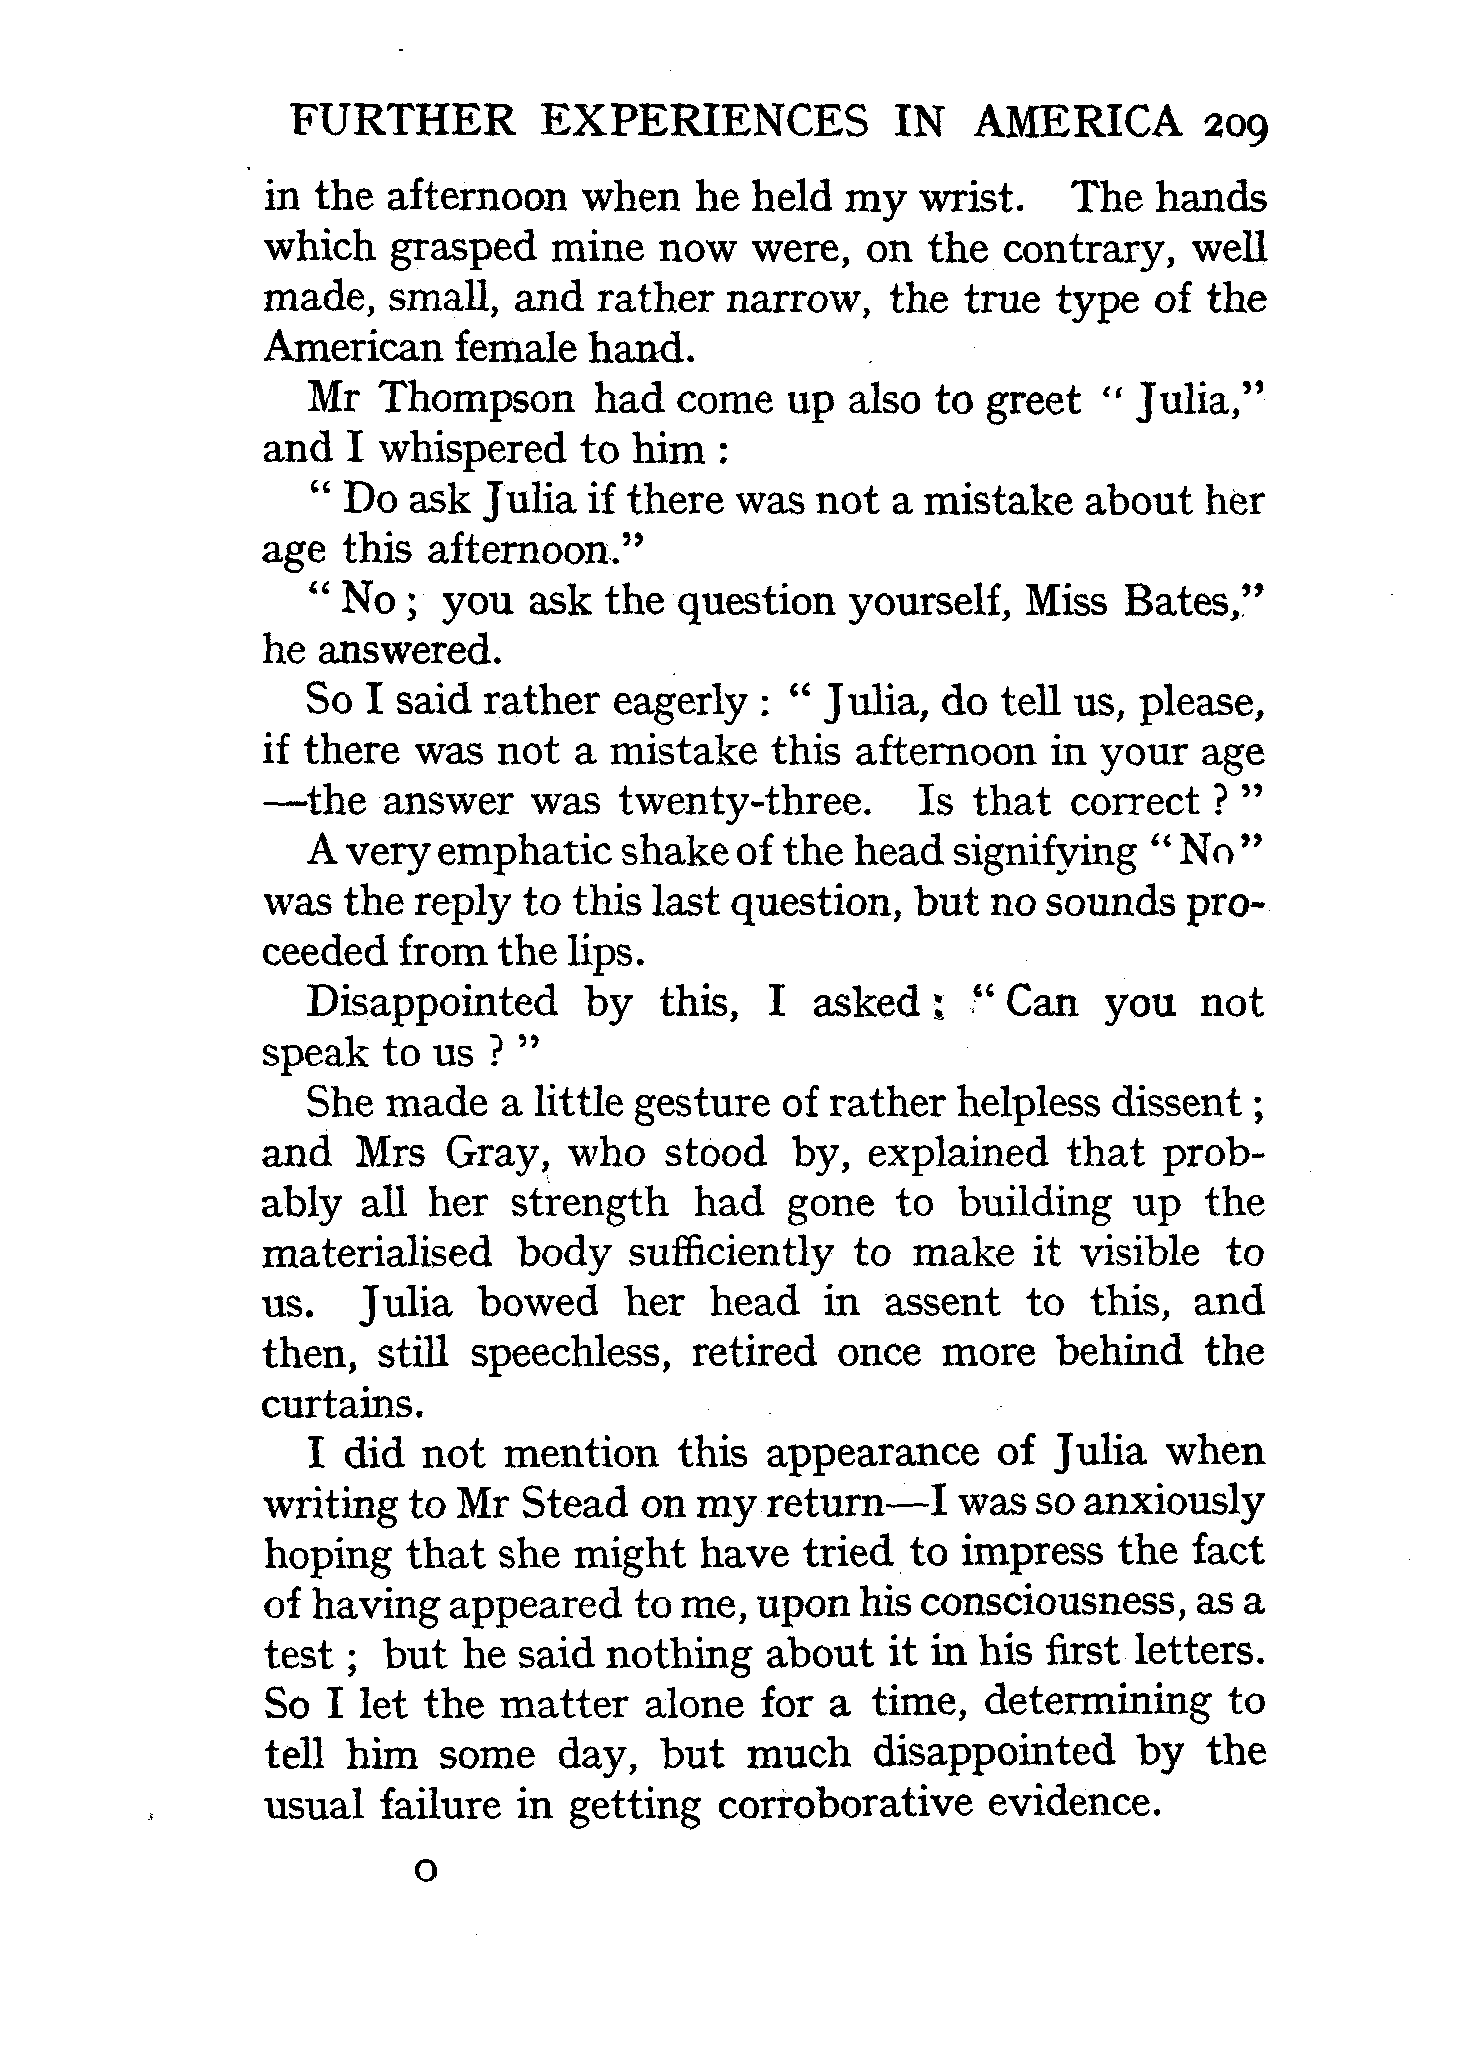 FURTHER EXPERIENCES IN AMERICA 209
in the afternoon when he held my wrist. The hands
which grasped mine now were, on the contrary, well
made, small, and rather narrow, the true type of the
American female hand.
Mr Thompson had come up also to greet “ Julia,”
and I whispered to him :
“ Do ask Julia if there was not a mistake about her
age this afternoon.”
“ No ; you ask the question yourself, Miss Bates,”
he answered.
So I said rather eagerly : “ Julia, do tell us, please,
if there was not a mistake this afternoon in your age
—the answer was twenty-three. Is that correct ? ”
A very emphatic shake of the head signifying “ No ”
was the reply to this last question, but no sounds pro-
ceeded from the lips.
Disappointed by this, I asked : “ Can you not
speak to us ? ”
She made a little gesture of rather helpless dissent ;
and Mrs Gray, who stood by, explained that prob-
ably all her strength had gone to building up the
materialised body sufficiently to make it visible to
us. Julia bowed her head in assent to this, and
then, still speechless, retired once more behind the
curtains.
I did not mention this appearance of Julia when
writing to Mr Stead on my return—I was so anxiously
hoping that she might have tried to impress the fact
of having appeared to me, upon his consciousness, as a
test ; but he said nothing about it in his first letters.
So I let the matter alone for a time, determining to
tell him some day, but much disappointed by the
usual failure in getting corroborative evidence.
O